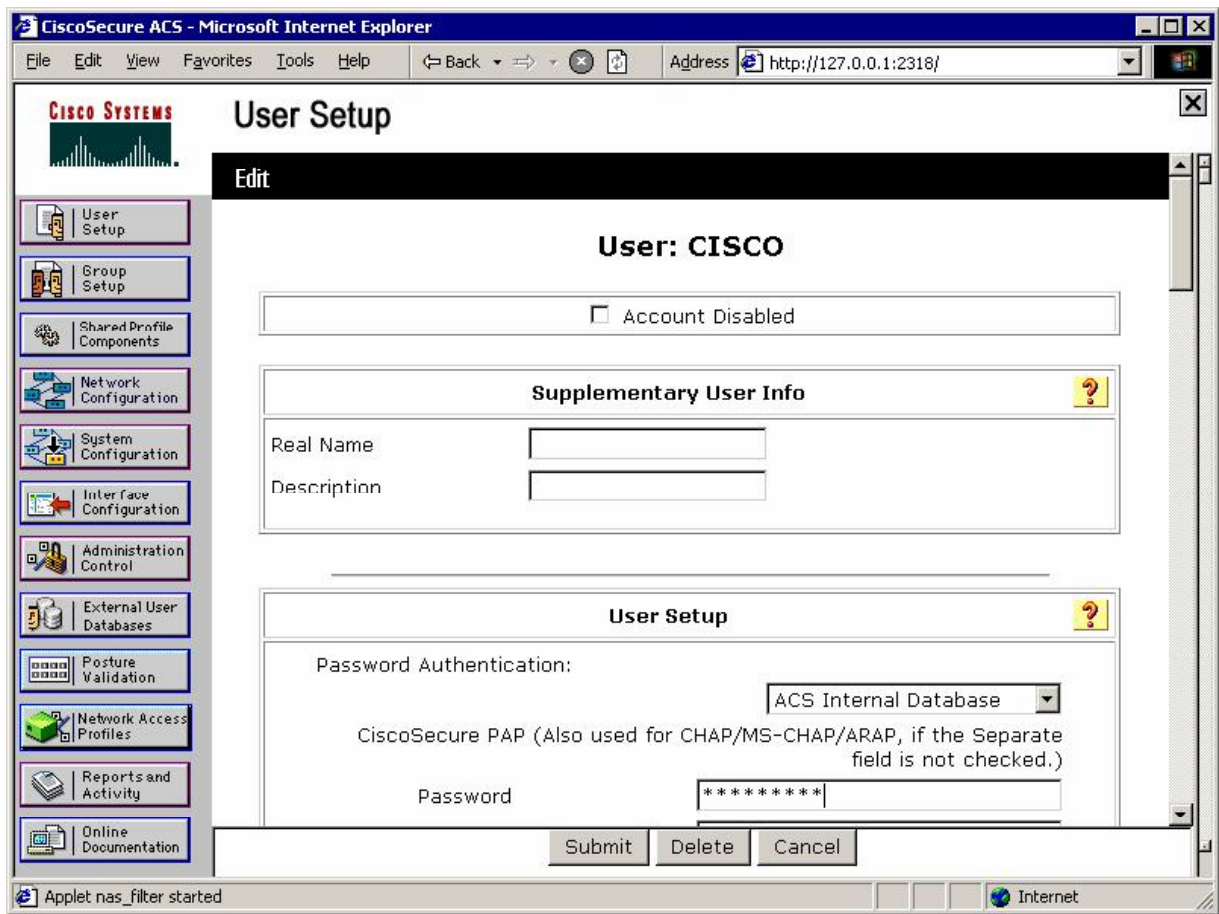 CiscoSecure ACS - Microsoft Internet Explorer
File Edit View Favorites Tools Help Back Address http://127.0.0.1:2318/
CISCO SYSTEMS
User Setup
Edit
User
Setup
Group
Setup
Shared Profile
Components
Network
Configuration
System
Configuration
Interface
Configuration
Administration
Control
External User
Databases
Posture
Validation
Network Access
Profiles
Reports and
Activity
Online
Documentation
User: CISCO
Account Disabled
Supplementary User Info
Real Name
Description
User Setup
Password Authentication:
ACS Internal Database
CiscoSecure PAP (Also used for CHAP/MS-CHAP/ARAP, if the Separate
field is not checked.)
Password *********
Submit Delete Cancel
Applet nas_filter started Internet